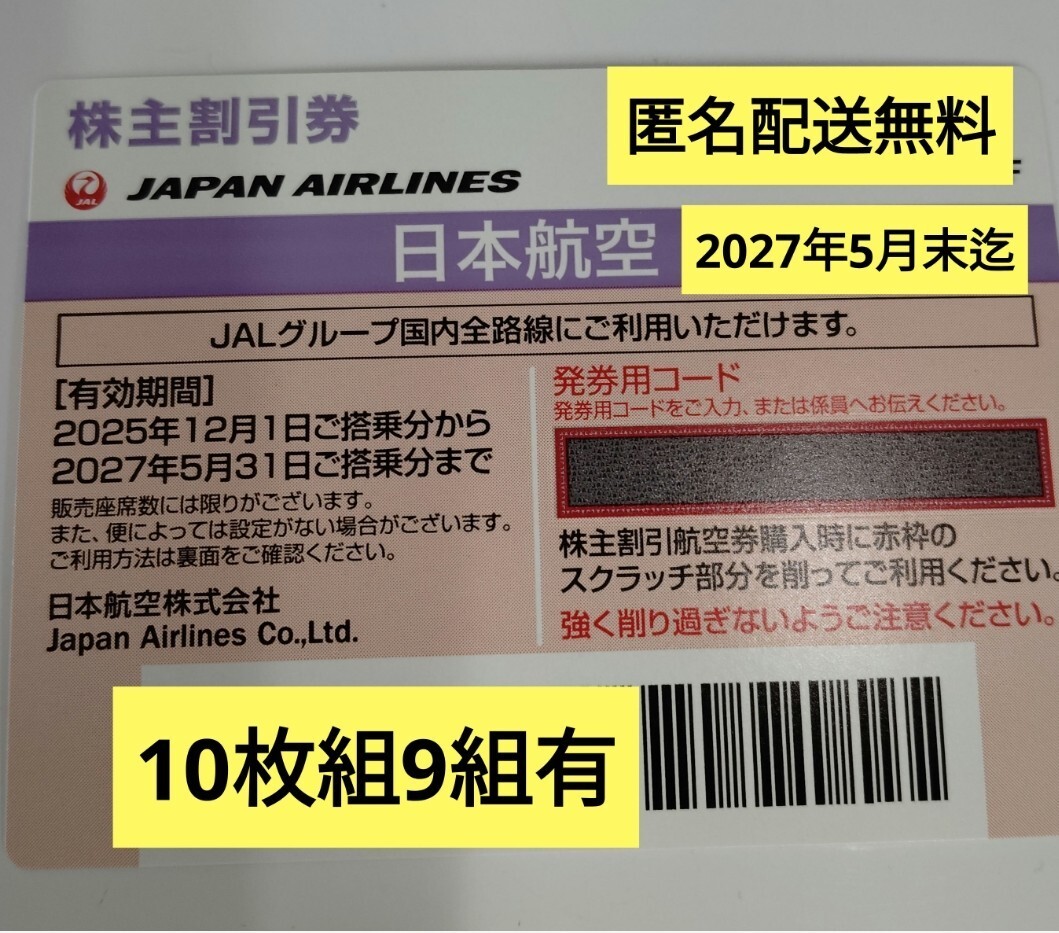 株主割引券
匿名配送無料
JAL
JAPAN AIRLINES
日本航空
2027年5月末迄
JALグループ国内全路線にご利用いただけます。
[有効期間]
2025年12月1日ご搭乗分から
2027年5月31日ご搭乗分まで
販売座席数には限りがございます。
また、便によっては設定がない場合がございます。
ご利用方法は裏面をご確認ください。
日本航空株式会社
Japan Airlines Co.,Ltd.
発券用コード
発券用コードをご入力、または係員へお伝えください。
株主割引航空券購入時に赤枠の
スクラッチ部分を削ってご利用ください。
強く削り過ぎないようご注意ください。
10枚組9組有